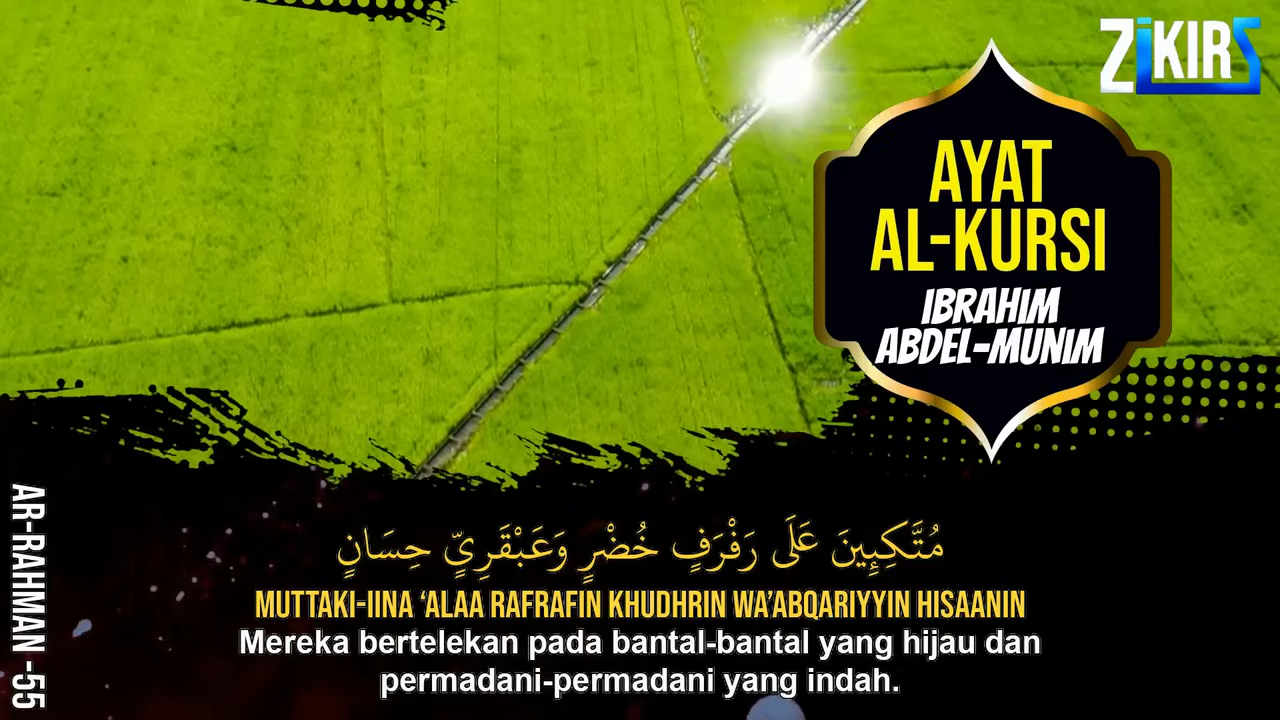 ZIKIRS
AYAT
AL-KURSI
IBRAHIM
ABDEL-MUNIM
AR-RAHMAN -55
مُتَّكِـِٕينَ عَلَى رَفْرَفٍ خُضْرٍ وَعَبْقَرِيٍّ حِسَانٍ
MUTTAKI-IINA ‘ALAA RAFRAFIN KHUDHRIN WA’ABQARIYYIN HISAANIN
Mereka bertelekan pada bantal-bantal yang hijau dan
permadani-permadani yang indah.